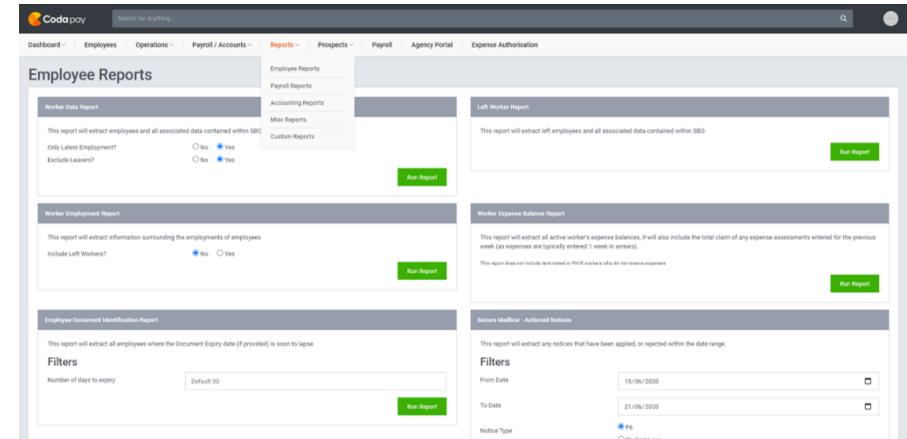 Coda pay
Search for anything...
Dashboard Employees Operations Payroll / Accounts Reports Prospects Payroll Agency Portal Expense Authorisation
Employee Reports
Payroll Reports
Accounting Reports
Misc Reports
Custom Reports
Employee Reports
Worker Data Report
This report will extract employees and all associated data contained within SBO
Only Latest Employment? No Yes
Exclude Leavers? No Yes
Run Report
Left Worker Report
This report will extract left employees and all associated data contained within SBO.
Run Report
Worker Employment Report
This report will extract information surrounding the employments of employees
Include Left Workers? No Yes
Run Report
Worker Expense Balance Report
This report will extract all active worker's expense balances, it will also include the total claim of any expense assessments entered for the previous
week (as expenses are typically entered 1 week in arrears).
This report does not include terminated or PAYE workers who do not receive expenses
Run Report
Employee Document Identification Report
This report will extract all employees where the Document Expiry date (if provided) is soon to lapse.
Filters
Number of days to expiry Default 30
Run Report
Secure Mailbox - Actioned Notices
This report will extract any notices that have been applied, or rejected within the date range.
Filters
From Date 15/06/2020
To Date 21/06/2020
Notice Type P6